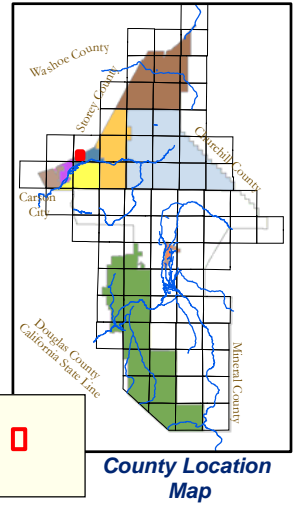 Washoe County
Storey County
Churchill County
Carson
City
Douglas County
California State Line
Mineral County
County Location
Map